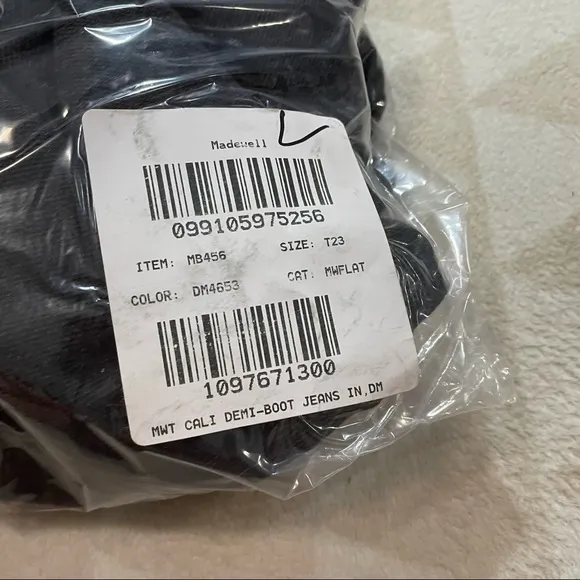 Madewell
099105975256
ITEM: MB456 SIZE: T23
COLOR: DM4653 CAT: MWFLAT
1097671300
MWT CALI DEMI-BOOT JEANS IN,DM